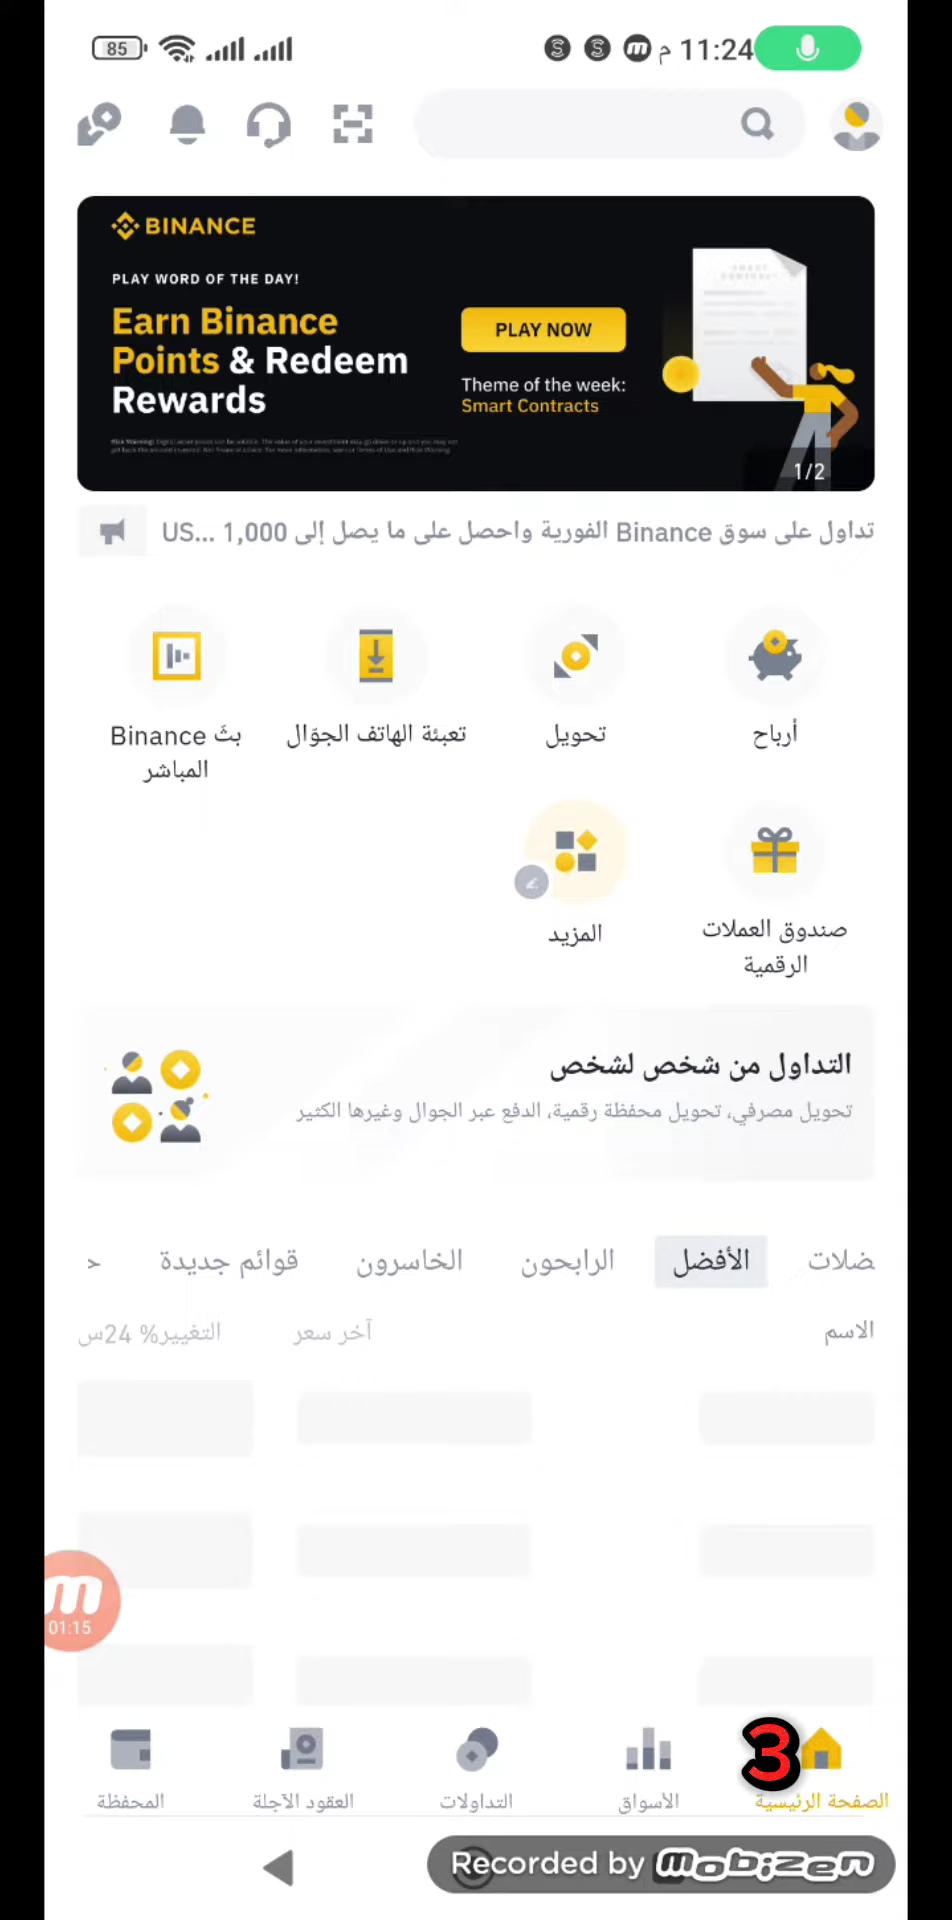 85
م 11:24
BINANCE
PLAY WORD OF THE DAY!
Earn Binance
Points & Redeem
Rewards
PLAY NOW
Theme of the week:
Smart Contracts
SMART
CONTRACT
1/2
تداول على سوق Binance الفورية واحصل على ما يصل إلى 1,000 US...
أرباح
تحويل
تعبئة الهاتف الجوّال
بثّ Binance
المباشر
صندوق العملات
الرقمية
المزيد
التداول من شخص لشخص
تحويل مصرفي، تحويل محفظة رقمية، الدفع عبر الجوال وغيرها الكثير
ضلات
الأفضل
الرابحون
الخاسرون
قوائم جديدة
الاسم
آخر سعر
التغيير% 24س
01:15
3
الصفحة الرئيسية
الأسواق
التداولات
العقود الآجلة
المحفظة
Recorded by mobizen